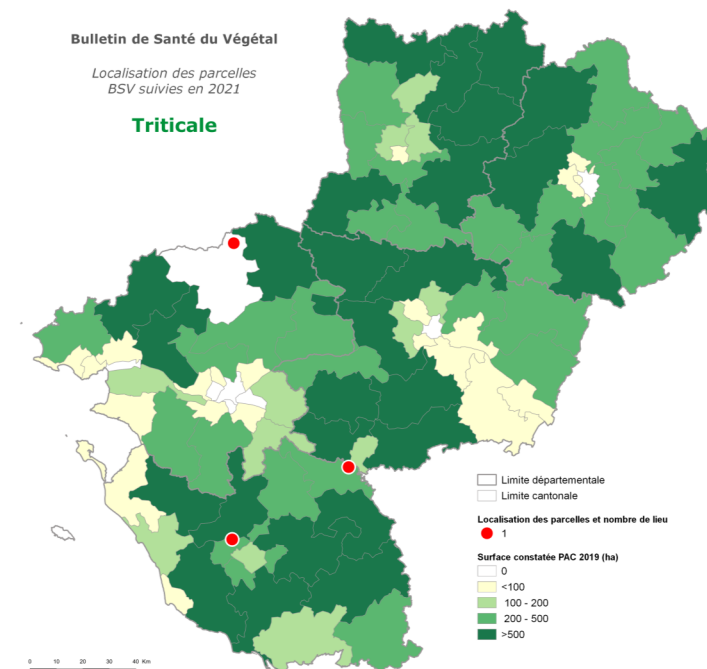 Bulletin de Santé du Végétal
Localisation des parcelles
BSV suivies en 2021
Triticale
Limite départementale
Limite cantonale
Localisation des parcelles et nombre de lieu
1
Surface constatée PAC 2019 (ha)
0
<100
100 - 200
200 - 500
>500
0 10 20 30 40 Km